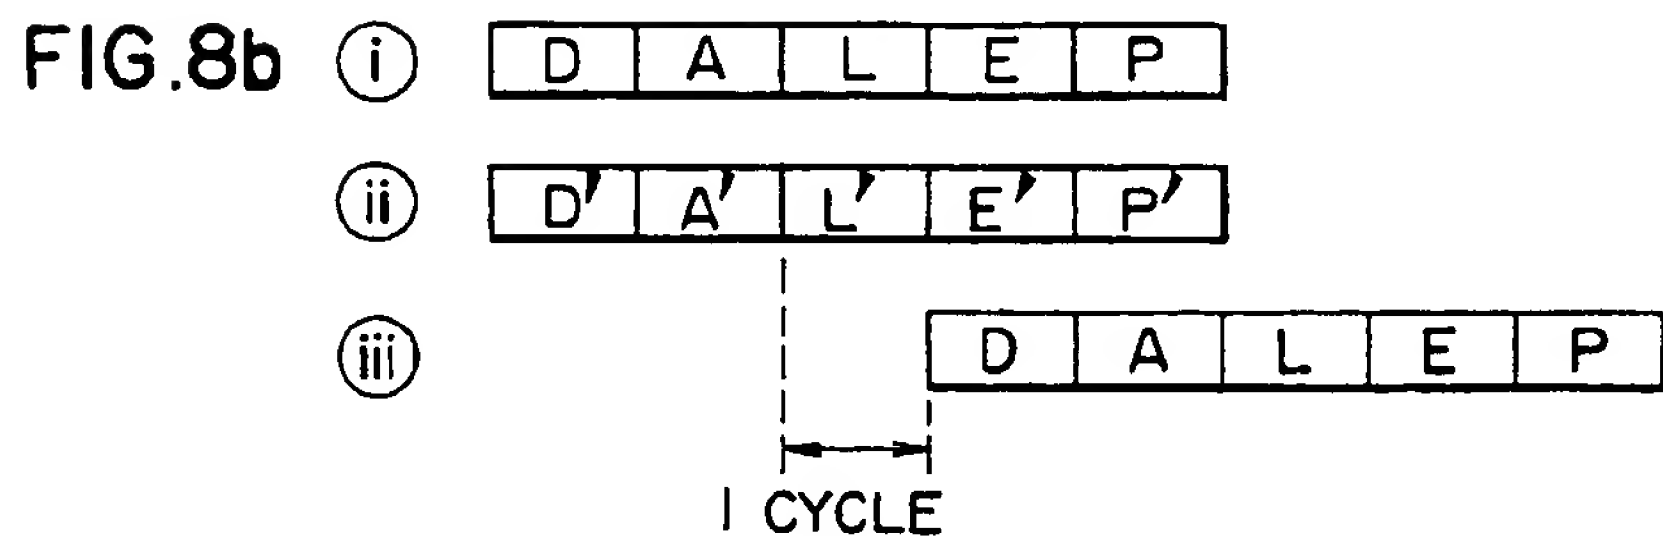 FIG.8b ⓘ D A L E P
ⓘⓘ D' A' L' E' P'
ⓘⓘⓘ D A L E P
1 CYCLE